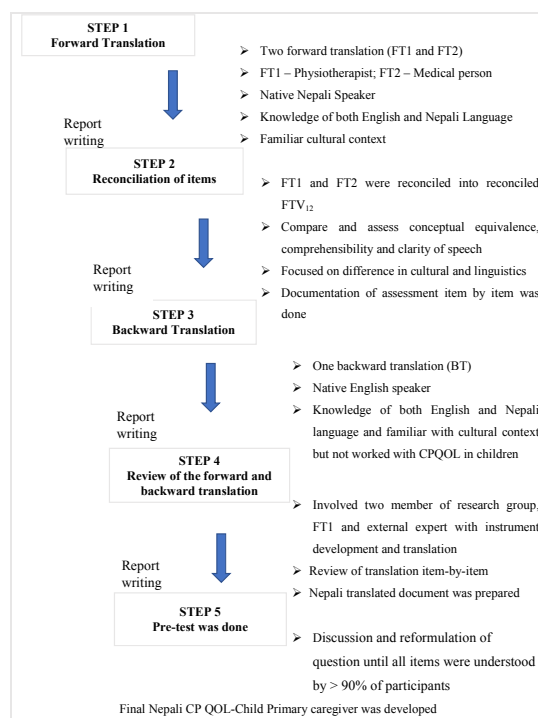 STEP 1
Forward Translation
➢ Two forward translation (FT1 and FT2)
➢ FT1 – Physiotherapist; FT2 – Medical person
➢ Native Nepali Speaker
➢ Knowledge of both English and Nepali Language
➢ Familiar cultural context
Report
writing
STEP 2
Reconciliation of items
➢ FT1 and FT2 were reconciled into reconciled
FTV₁₂
➢ Compare and assess conceptual equivalence,
comprehensibility and clarity of speech
➢ Focused on difference in cultural and linguistics
➢ Documentation of assessment item by item was
done
Report
writing
STEP 3
Backward Translation
➢ One backward translation (BT)
➢ Native English speaker
➢ Knowledge of both English and Nepali
language and familiar with cultural context
but not worked with CPQOL in children
Report
writing
STEP 4
Review of the forward and
backward translation
➢ Involved two member of research group,
FT1 and external expert with instrument
development and translation
➢ Review of translation item-by-item
➢ Nepali translated document was prepared
Report
writing
STEP 5
Pre-test was done
➢ Discussion and reformulation of
question until all items were understood
by > 90% of participants
Final Nepali CP QOL-Child Primary caregiver was developed